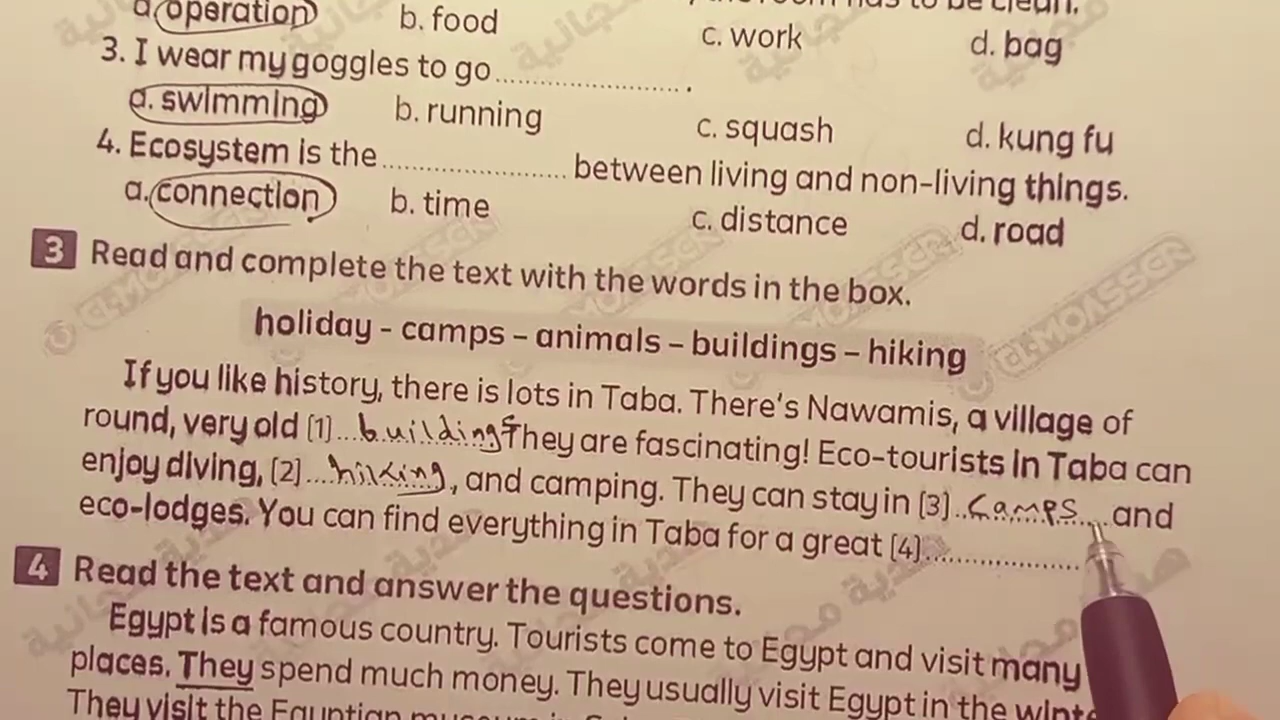 a. operation b. food c. work d. bag
3. I wear my goggles to go .................... .
a. swimming b. running c. squash d. kung fu
4. Ecosystem is the .................... between living and non-living things.
a. connection b. time c. distance d. road
3 Read and complete the text with the words in the box.
holiday - camps - animals - buildings - hiking
If you like history, there is lots in Taba. There's Nawamis, a village of
round, very old (1) buildings They are fascinating! Eco-tourists in Taba can
enjoy diving, (2) hiking, and camping. They can stay in (3) camps and
eco-lodges. You can find everything in Taba for a great (4) ....................
4 Read the text and answer the questions.
Egypt is a famous country. Tourists come to Egypt and visit many
places. They spend much money. They usually visit Egypt in the
They visit the Egyptian
EL-MOASSER